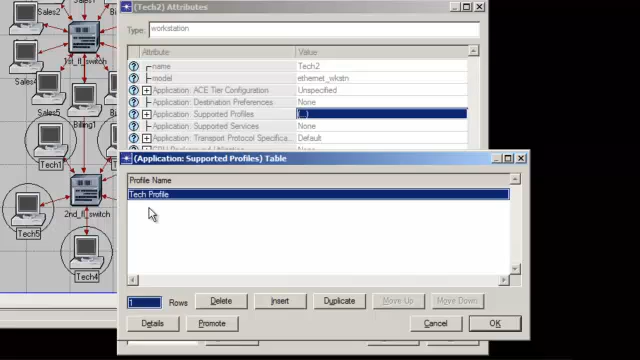 Sales2
Bil
Sales4
1st_fl_switch
Sales5
Billing1
Tech1
Tech5
2nd_fl_switch
Tech4
(Tech2) Attributes
Type: workstation
Attribute Value
name Tech2
model ethernet_wkstn
Application: ACE Tier Configuration Unspecified
Application: Destination Preferences None
Application: Supported Profiles (...)
Application: Supported Services None
Application: Transport Protocol Specifica... Default
(Application: Supported Profiles) Table
Profile Name
Tech Profile
1 Rows Delete Insert Duplicate Move Up Move Down
Details Promote Cancel OK